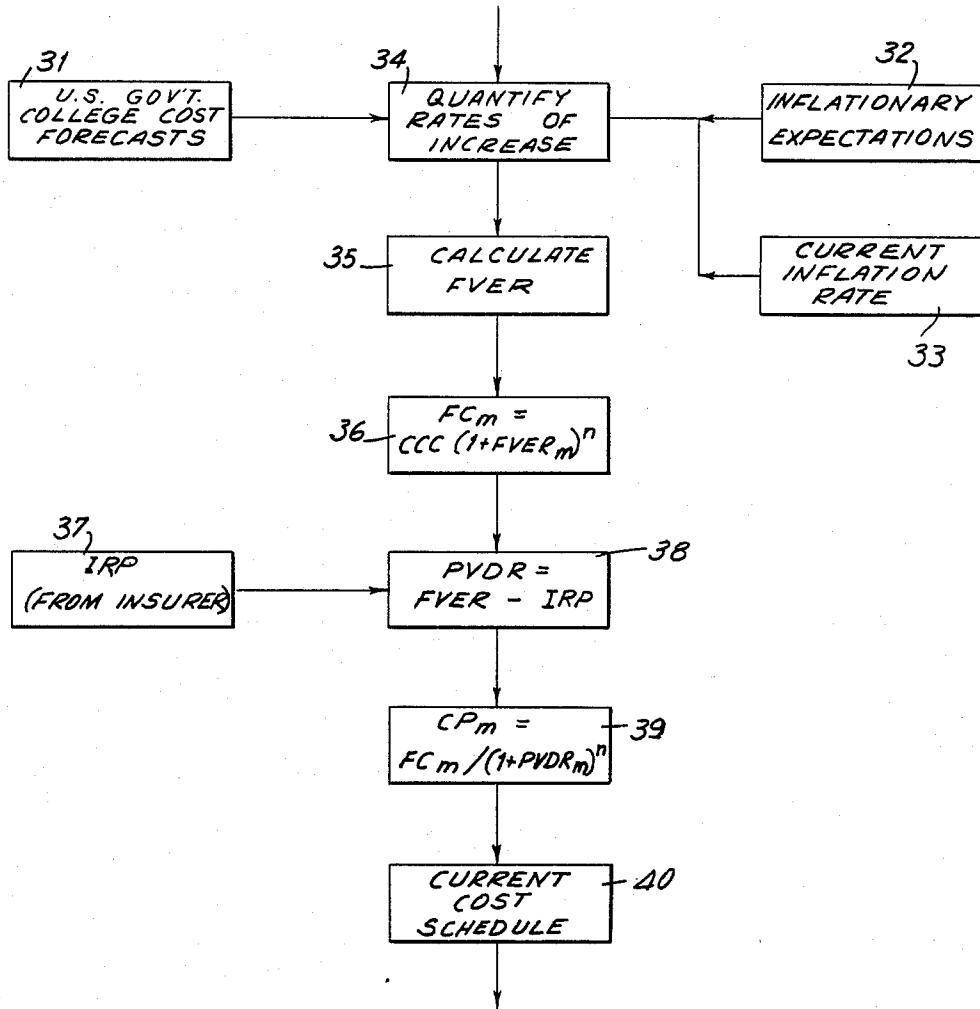 31
U.S. GOV'T.
COLLEGE COST
FORECASTS
34
QUANTIFY
RATES OF
INCREASE
32
INFLATIONARY
EXPECTATIONS
35
CALCULATE
FVER
CURRENT
INFLATION
RATE
33
36
FCm =
CCC (1+FVERm)^n
37
IRP
(FROM INSURER)
38
PVDR =
FVER - IRP
39
CPm =
FCm/(1+PVDRm)^n
40
CURRENT
COST
SCHEDULE